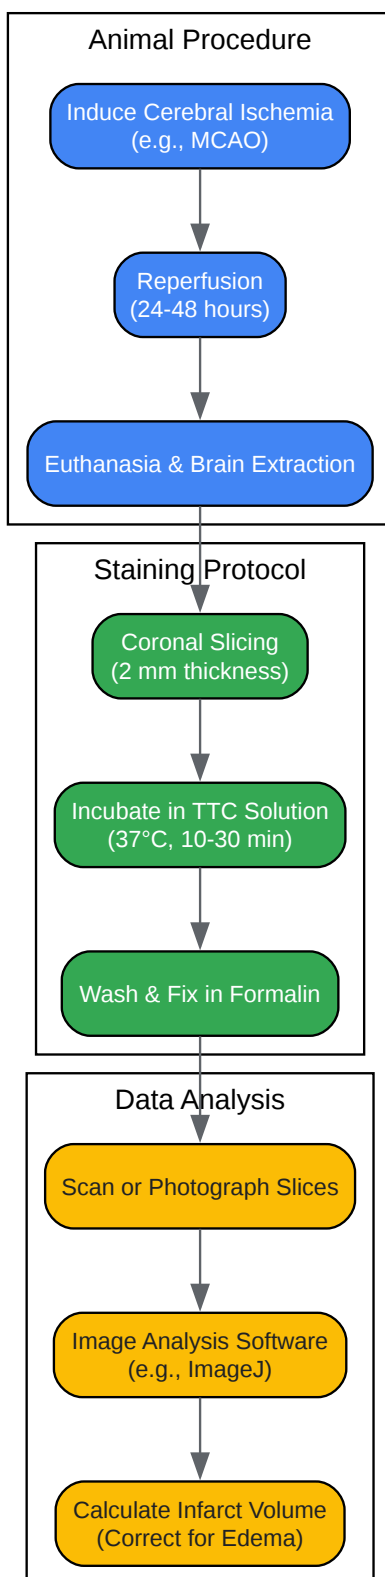 Animal Procedure
Induce Cerebral Ischemia
(e.g., MCAO)
Reperfusion
(24-48 hours)
Euthanasia & Brain Extraction
Staining Protocol
Coronal Slicing
(2 mm thickness)
Incubate in TTC Solution
(37°C, 10-30 min)
Wash & Fix in Formalin
Data Analysis
Scan or Photograph Slices
Image Analysis Software
(e.g., ImageJ)
Calculate Infarct Volume
(Correct for Edema)